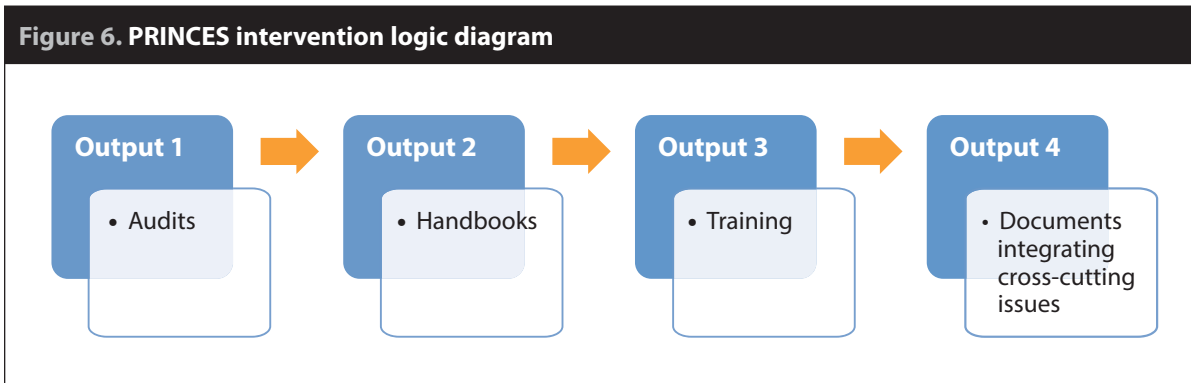 Figure 6. PRINCES intervention logic diagram
Output 1
• Audits
Output 2
• Handbooks
Output 3
• Training
Output 4
• Documents
integrating
cross-cutting
issues